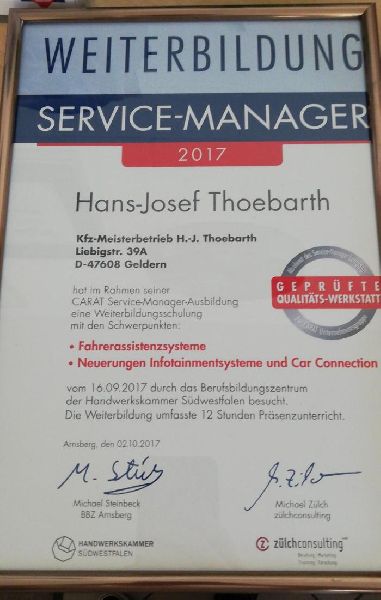 WEITERBILDUNG
SERVICE-MANAGER
2017
Hans-Josef Thoebarth
Kfz-Meisterbetrieb H.-J. Thoebarth
Liebigstr. 39A
D-47608 Geldern
hat im Rahmen seiner
CARAT Service-Manager-Ausbildung
eine Weiterbildungsschulung
mit den Schwerpunkten:
GEPRÜFTE
QUALITÄTS-WERKSTATT
• Fahrerassistenzsysteme
• Neuerungen Infotainmentsysteme und Car Connection
vom 16.09.2017 durch das Berufsbildungszentrum
der Handwerkskammer Südwestfalen besucht.
Die Weiterbildung umfasste 12 Stunden Präsenzunterricht.
Arnsberg, im 02.10.2017
Michael Steinbeck
BBZ Arnsberg
Michael Zülch
zülchconsulting
HANDWERKSKAMMER
SÜDWESTFALEN
zülchconsulting